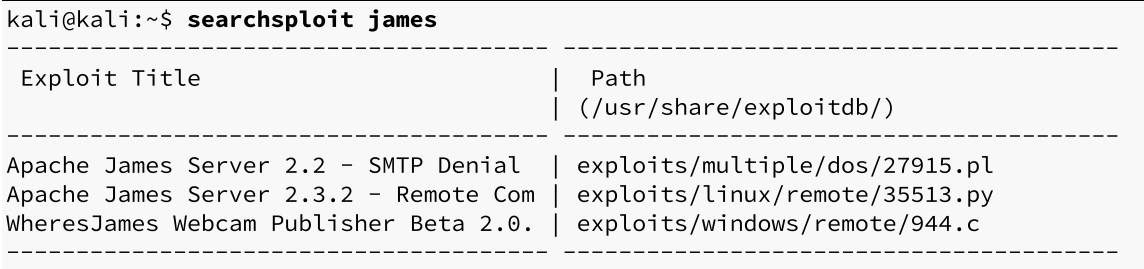 kali@kali:~$ searchsploit james
--------------------------------------- ----------------------------------------
 Exploit Title                         |  Path
                                       | (/usr/share/exploitdb/)
--------------------------------------- ----------------------------------------
Apache James Server 2.2 - SMTP Denial  | exploits/multiple/dos/27915.pl
Apache James Server 2.3.2 - Remote Com | exploits/linux/remote/35513.py
WheresJames Webcam Publisher Beta 2.0. | exploits/windows/remote/944.c
--------------------------------------- ----------------------------------------